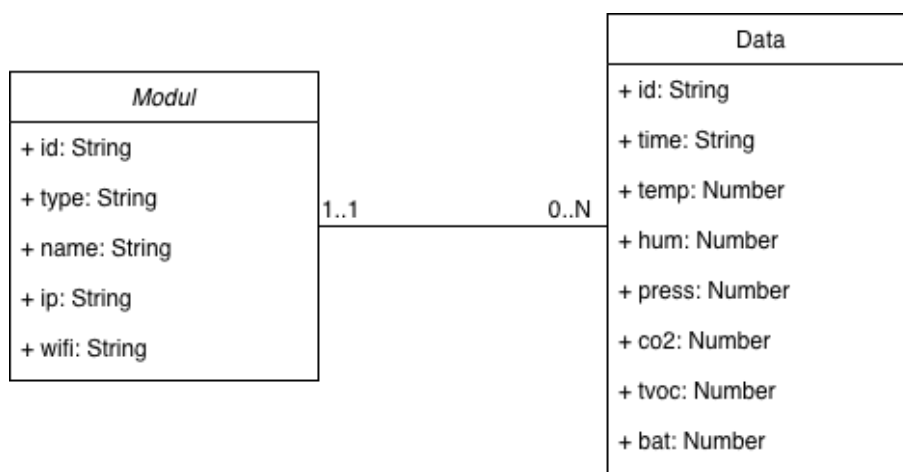 Modul
+ id: String
+ type: String
+ name: String
+ ip: String
+ wifi: String
1..1
0..N
Data
+ id: String
+ time: String
+ temp: Number
+ hum: Number
+ press: Number
+ co2: Number
+ tvoc: Number
+ bat: Number